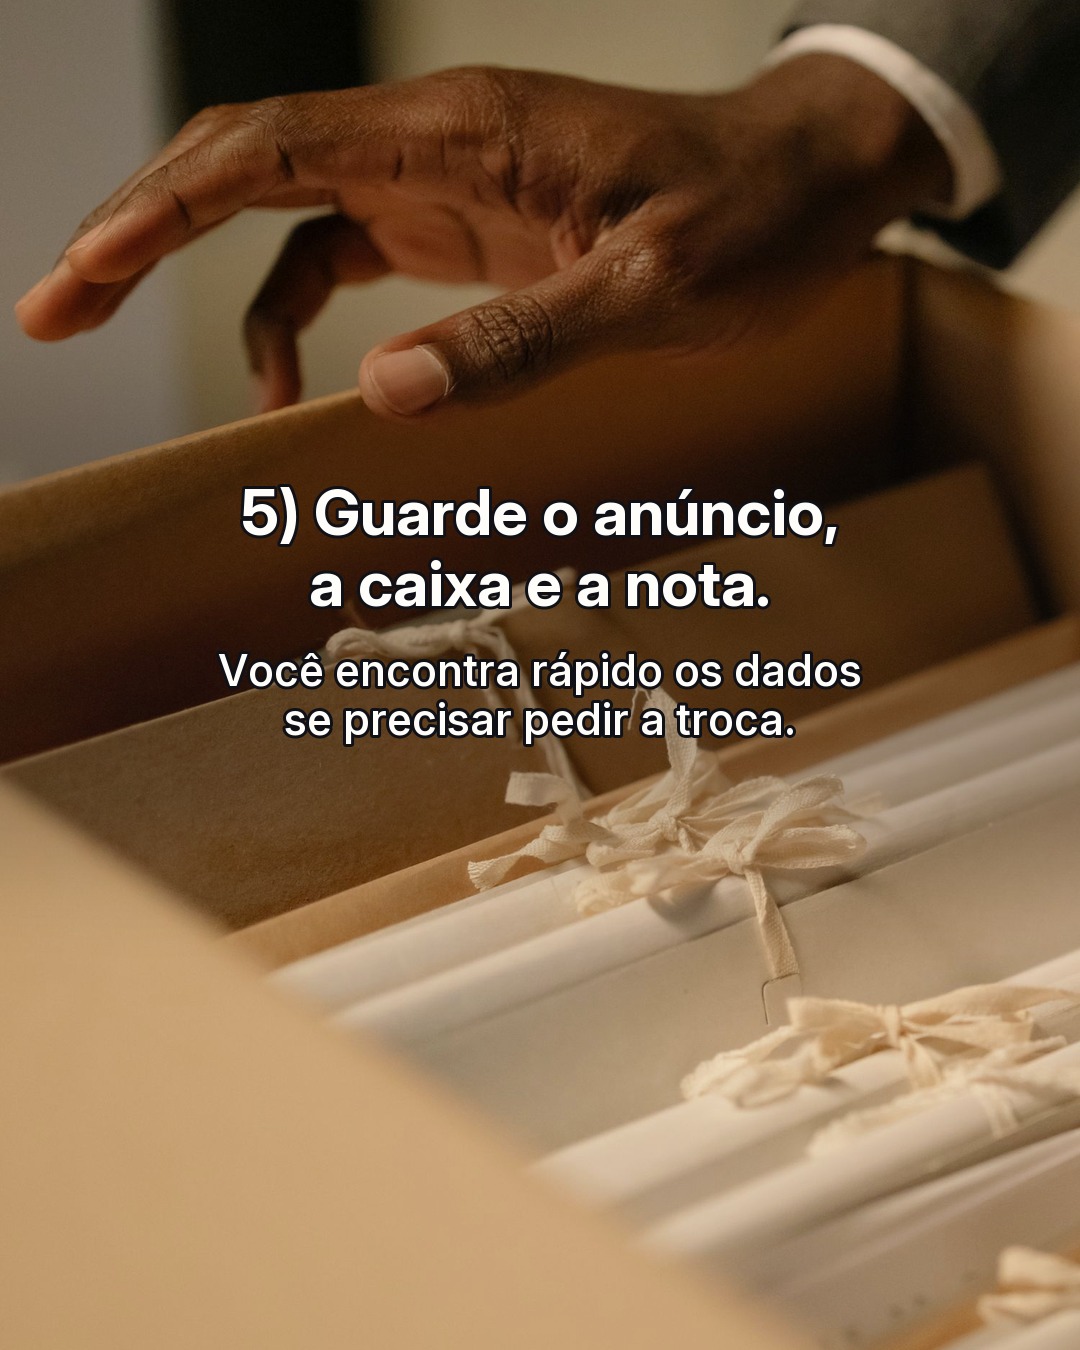 5) Guarde o anúncio,
a caixa e a nota.
Você encontra rápido os dados
se precisar pedir a troca.